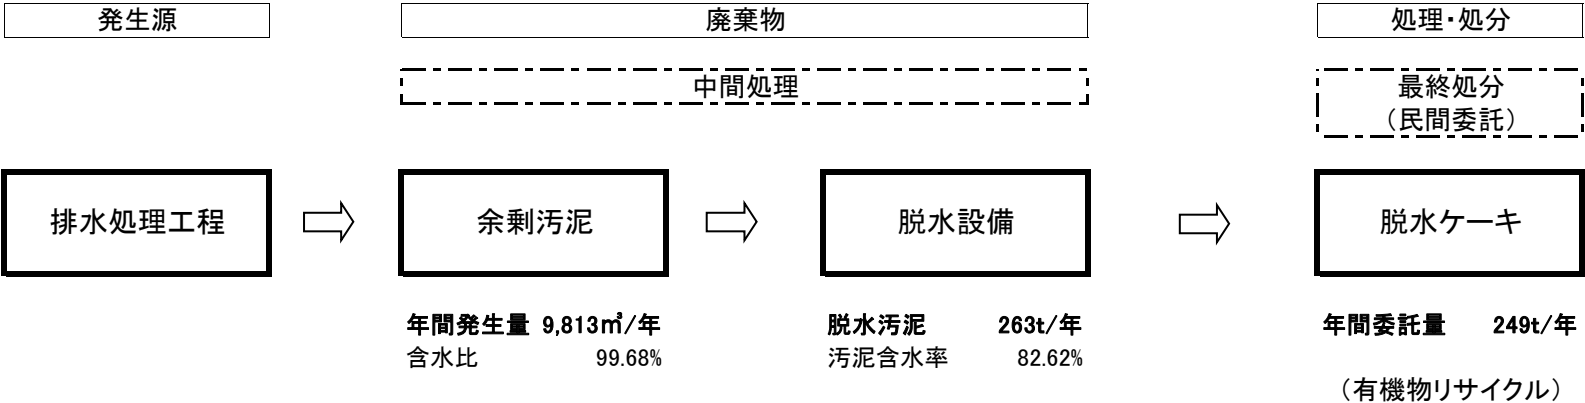 発生源
廃棄物
処理・処分
中間処理
最終処分
（民間委託）
排水処理工程
余剰汚泥
脱水設備
脱水ケーキ
年間発生量 9,813㎥/年
含水比 99.68%
脱水汚泥 263t/年
汚泥含水率 82.62%
年間委託量 249t/年
（有機物リサイクル）